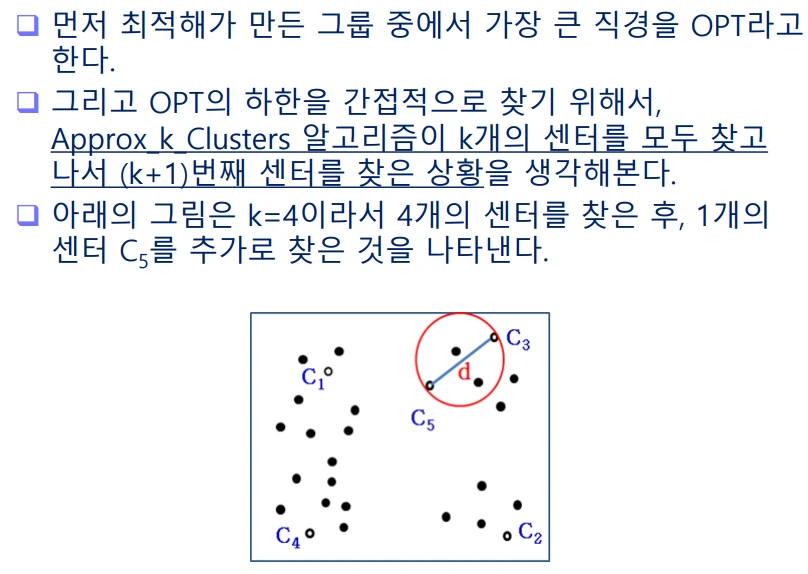 먼저 최적해가 만든 그룹 중에서 가장 큰 직경을 OPT라고
한다.
그리고 OPT의 하한을 간접적으로 찾기 위해서,
Approx_k_Clusters 알고리즘이 k개의 센터를 모두 찾고
나서 (k+1)번째 센터를 찾은 상황을 생각해본다.
아래의 그림은 k=4이라서 4개의 센터를 찾은 후, 1개의
센터 C5를 추가로 찾은 것을 나타낸다.
C3
C1
d
C5
C4
C2